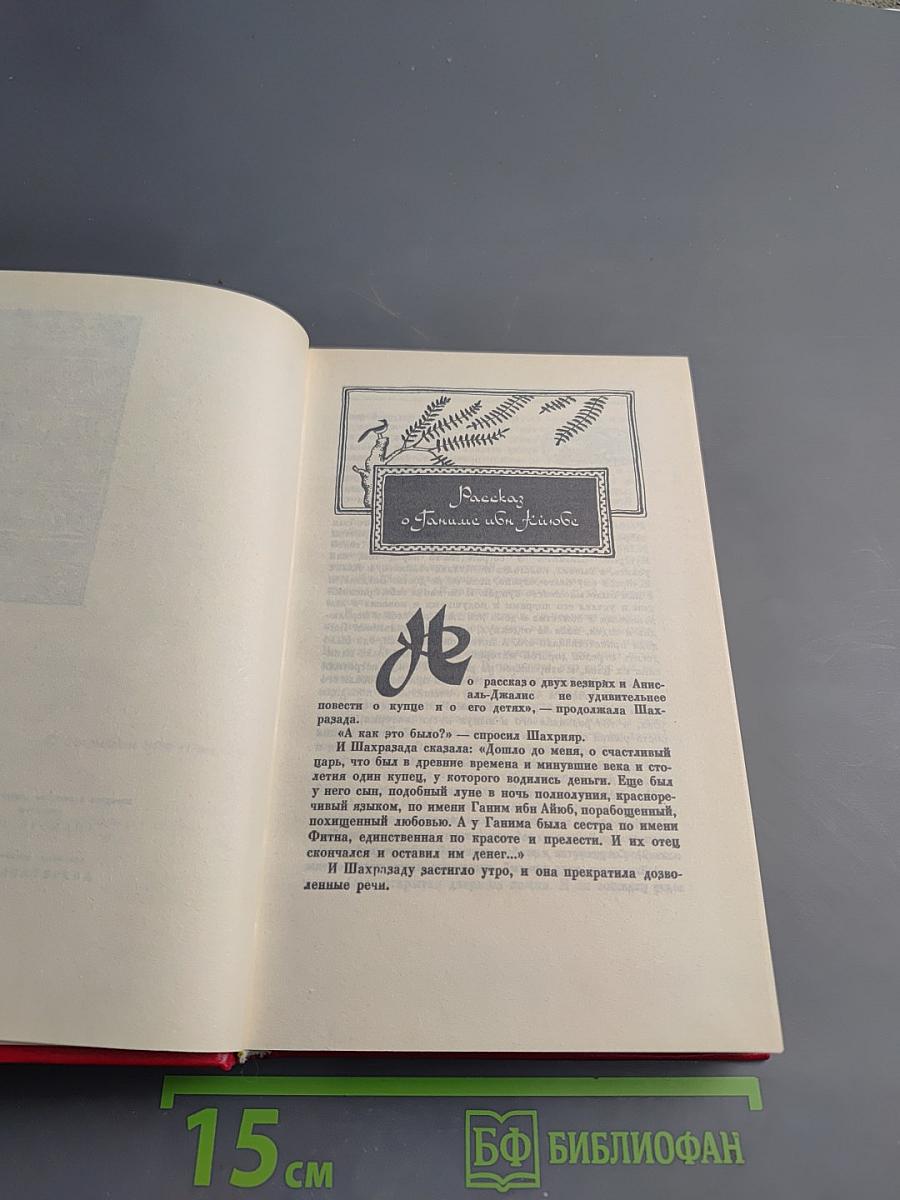 Рассказ
о Ганиме ибн Айюбе
Но рассказ о двух везирях и Анис-
аль-Джалис не удивительнее
повести о купце и о его детях», — продолжала Шах-
разада.
«А как это было?» — спросил Шахрияр.
И Шахразада сказала: «Дошло до меня, о счастливый
царь, что был в древние времена и минувшие века и сто-
летия один купец, у которого водились деньги. Еще был
у него сын, подобный луне в ночь полнолуния, красноре-
чивый языком, по имени Ганим ибн Айюб, порабощенный,
похищенный любовью. А у Ганима была сестра по имени
Фитна, единственная по красоте и прелести. И их отец
скончался и оставил им денег...»
И Шахразаду застигло утро, и она прекратила дозво-
ленные речи.
15 см
БФ БИБЛИОФАН